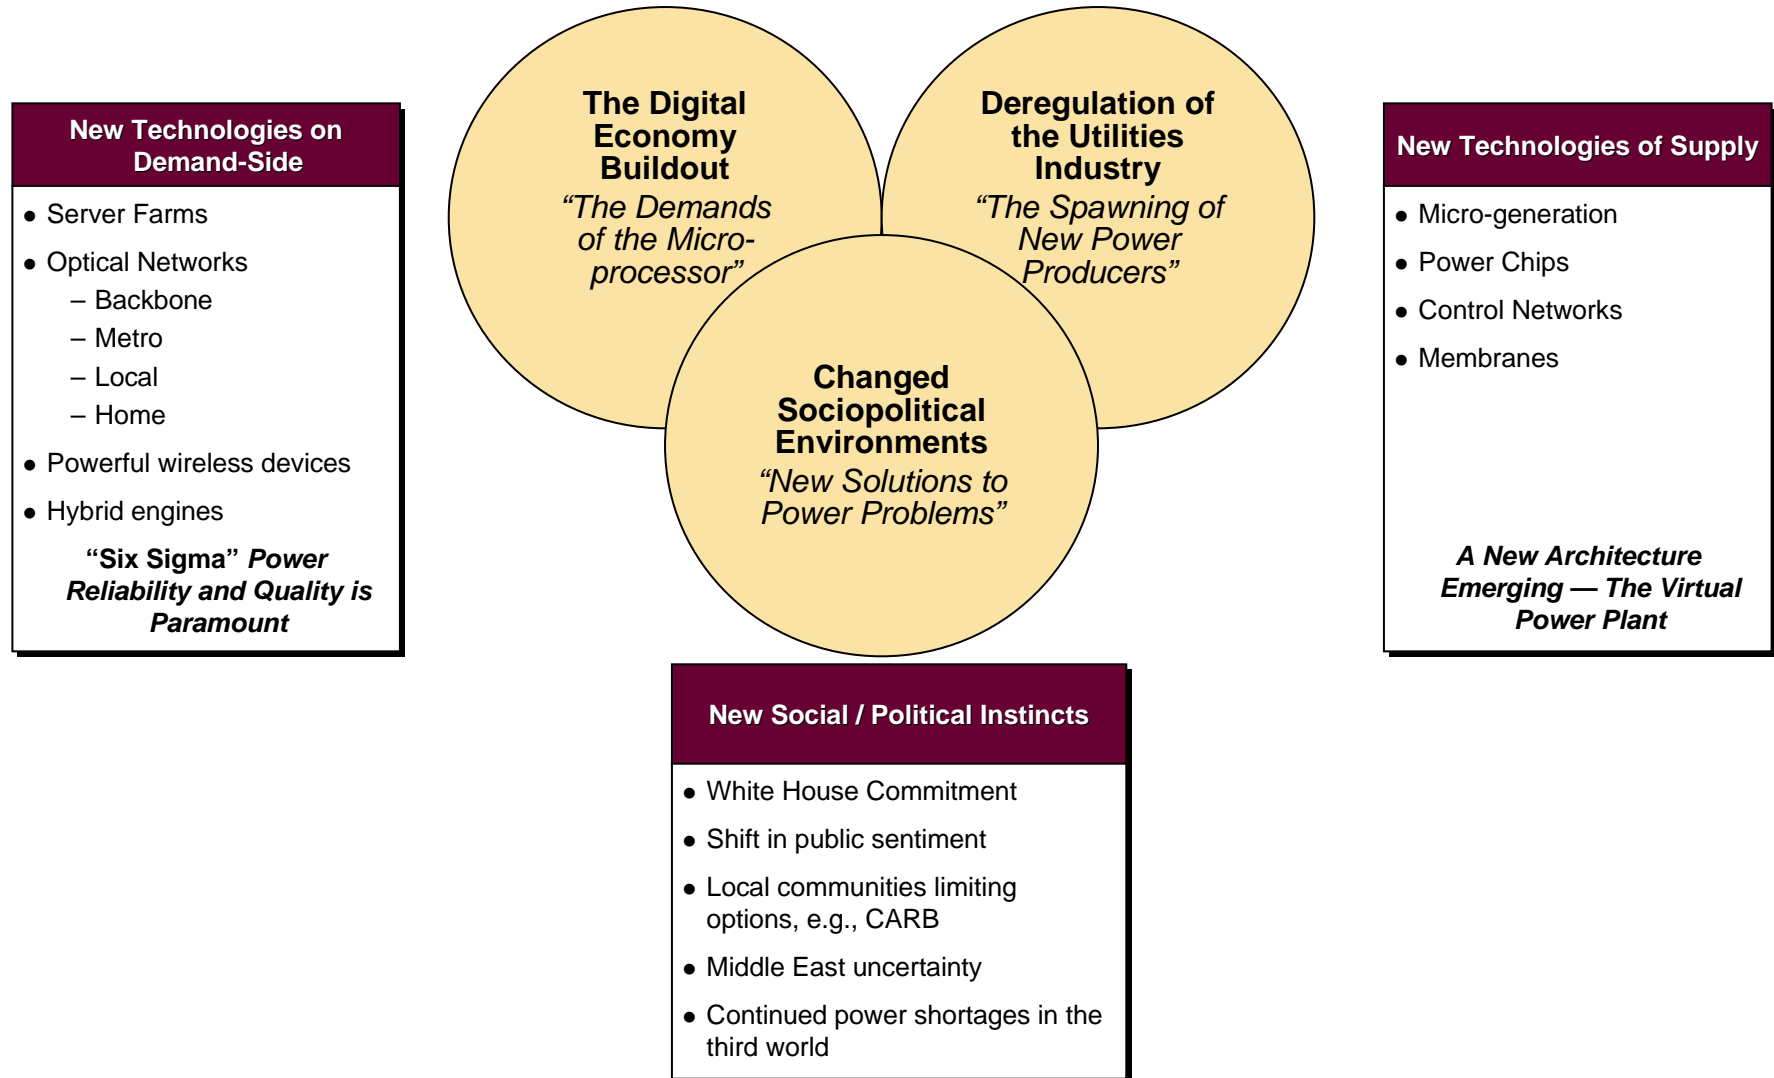 The Digital
Economy
Buildout
“The Demands
of the Micro-
processor”
Deregulation of
the Utilities
Industry
“The Spawning of
New Power
Producers”
Changed
Sociopolitical
Environments
“New Solutions to
Power Problems”
New Technologies on
Demand-Side
● Server Farms
● Optical Networks
– Backbone
– Metro
– Local
– Home
● Powerful wireless devices
● Hybrid engines
“Six Sigma” Power
Reliability and Quality is
Paramount
New Technologies of Supply
● Micro-generation
● Power Chips
● Control Networks
● Membranes
A New Architecture
Emerging — The Virtual
Power Plant
New Social / Political Instincts
● White House Commitment
● Shift in public sentiment
● Local communities limiting
options, e.g., CARB
● Middle East uncertainty
● Continued power shortages in the
third world